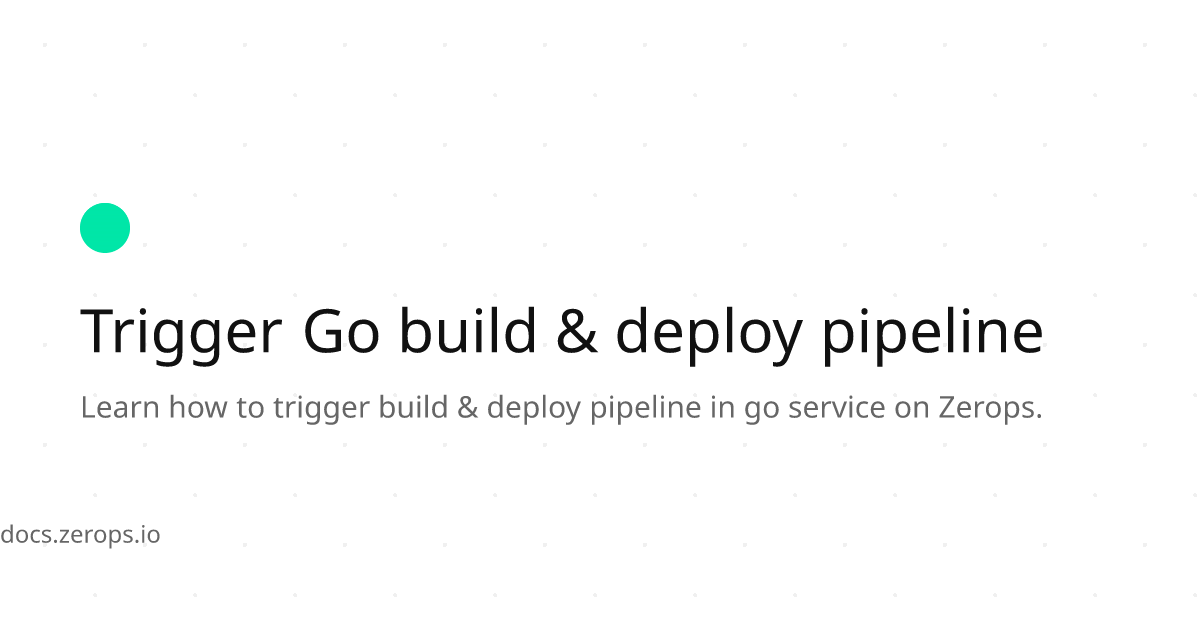 Trigger Go build & deploy pipeline
Learn how to trigger build & deploy pipeline in go service on Zerops.
docs.zerops.io